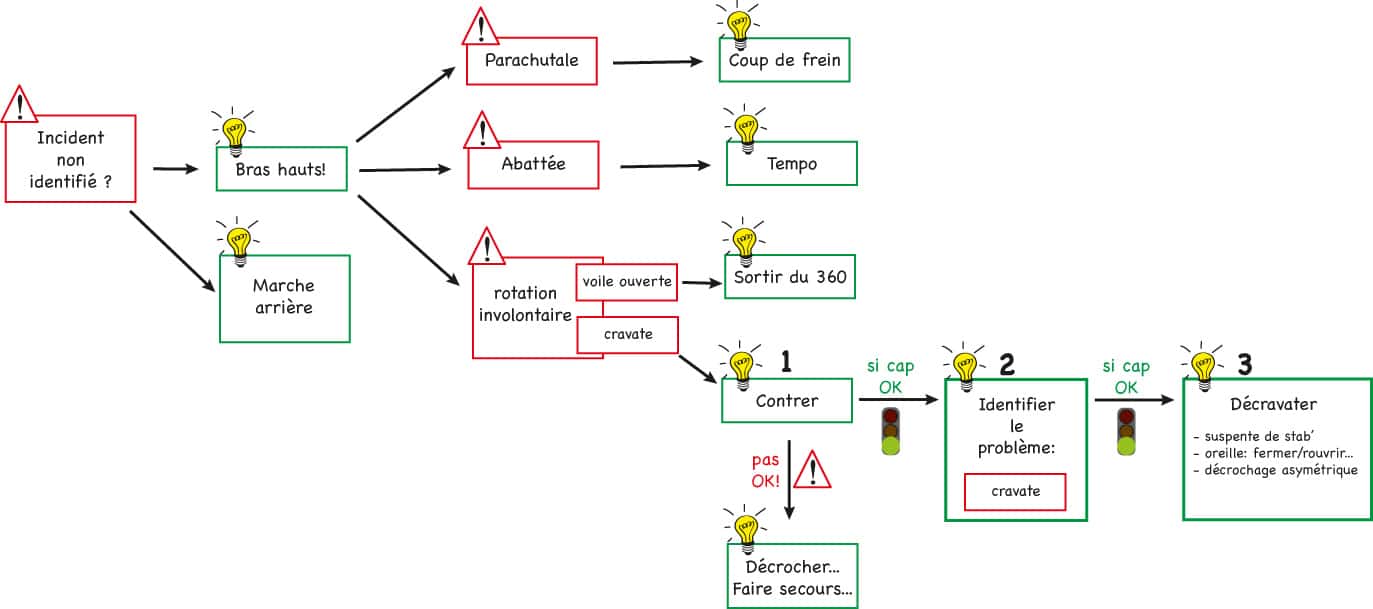 Incident
non
identifié ?
Bras hauts!
Marche
arrière
Parachutale
Coup de frein
Abattée
Tempo
rotation
involontaire
voile ouverte
cravate
Sortir du 360
1
Contrer
si cap
OK
pas
OK!
Décrocher...
Faire secours...
2
Identifier
le
problème:
cravate
si cap
OK
3
Décravater
- suspente de stab'
- oreille: fermer/rouvrir...
- décrochage asymétrique